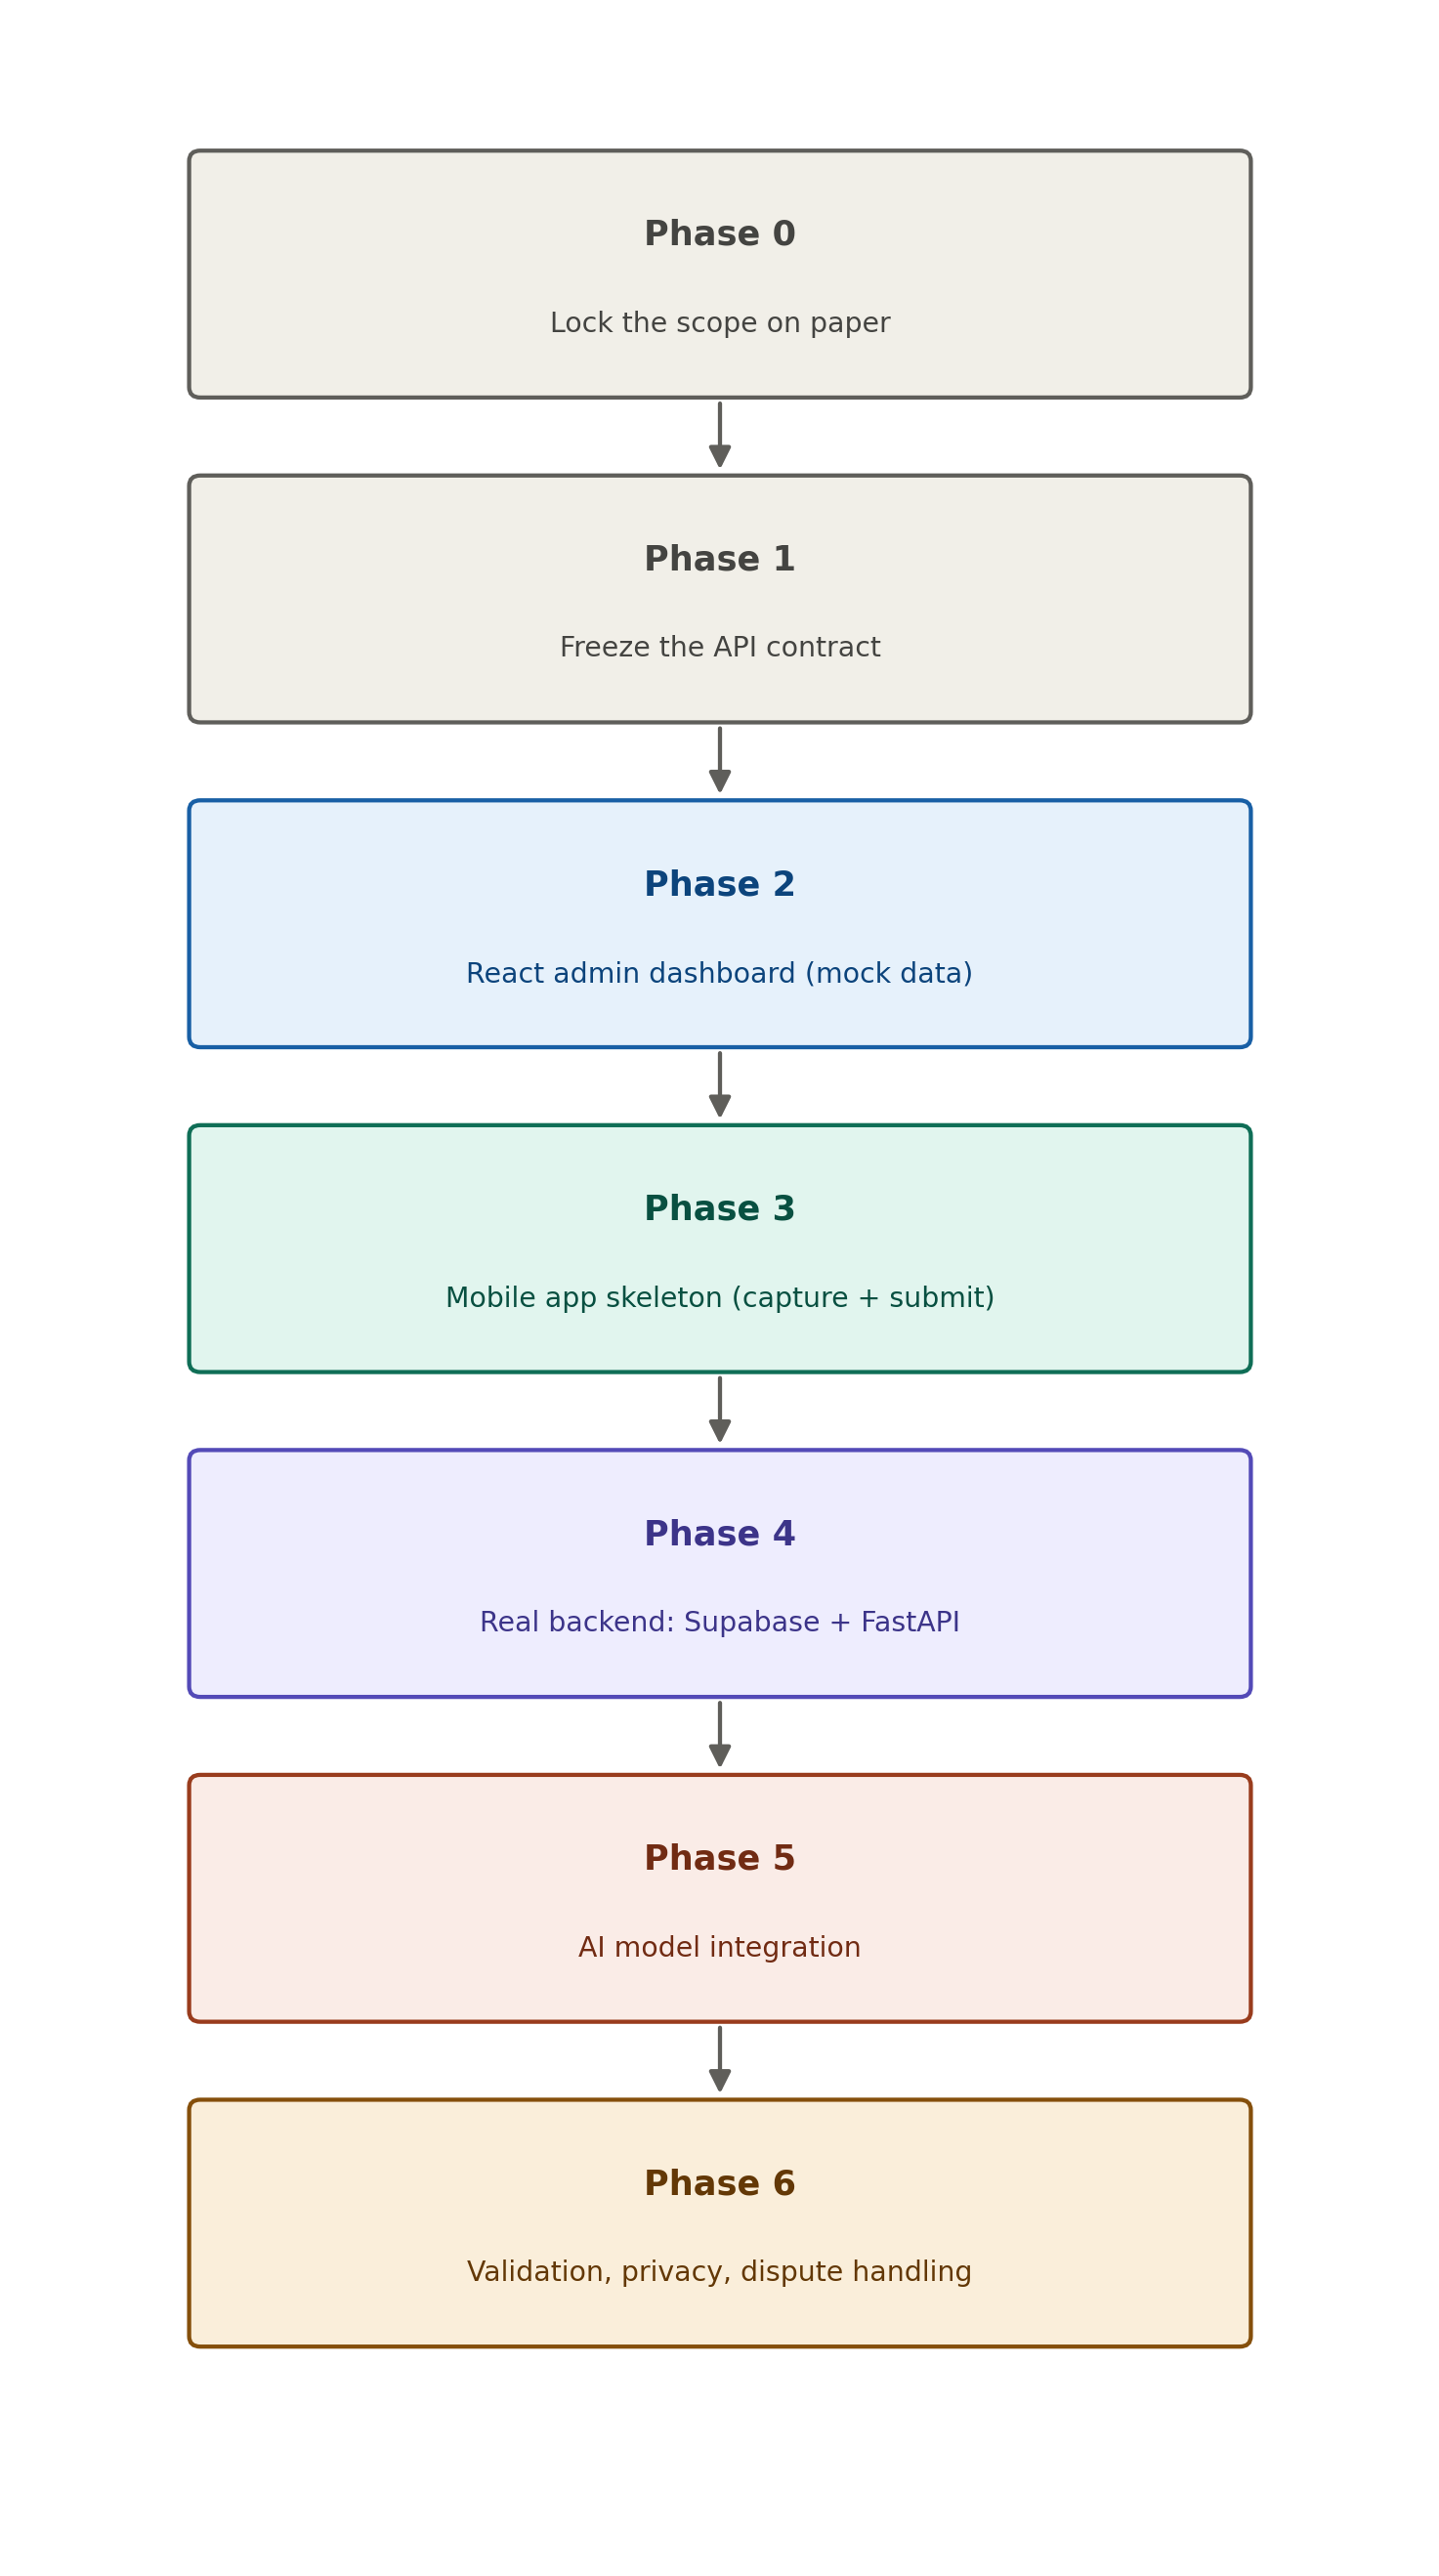 Phase 0
Lock the scope on paper
Phase 1
Freeze the API contract
Phase 2
React admin dashboard (mock data)
Phase 3
Mobile app skeleton (capture + submit)
Phase 4
Real backend: Supabase + FastAPI
Phase 5
AI model integration
Phase 6
Validation, privacy, dispute handling